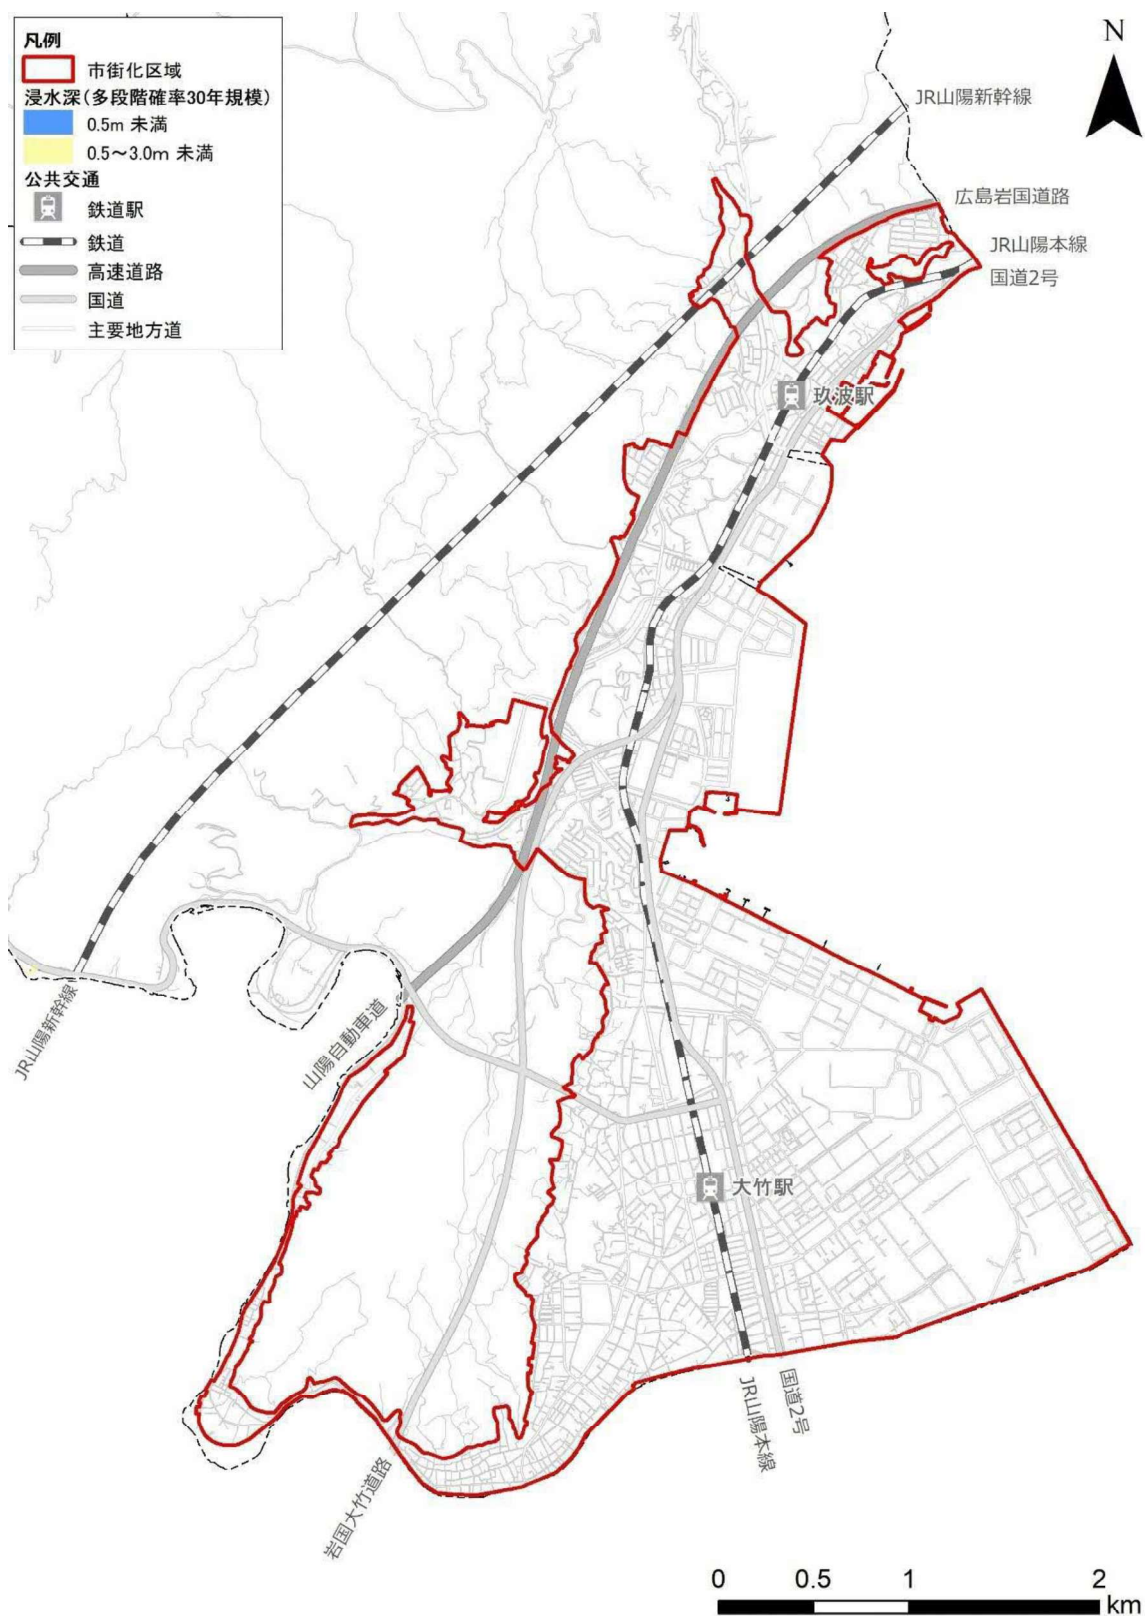 凡例
市街化区域
浸水深(多段階確率30年規模)
0.5m 未満
0.5～3.0m 未満
公共交通
鉄道駅
鉄道
高速道路
国道
主要地方道
N
JR山陽新幹線
広島岩国道路
JR山陽本線
国道2号
玖波駅
JR山陽新幹線
山陽自動車道
大竹駅
国道2号
JR山陽本線
岩国大竹道路
0 0.5 1 2
km